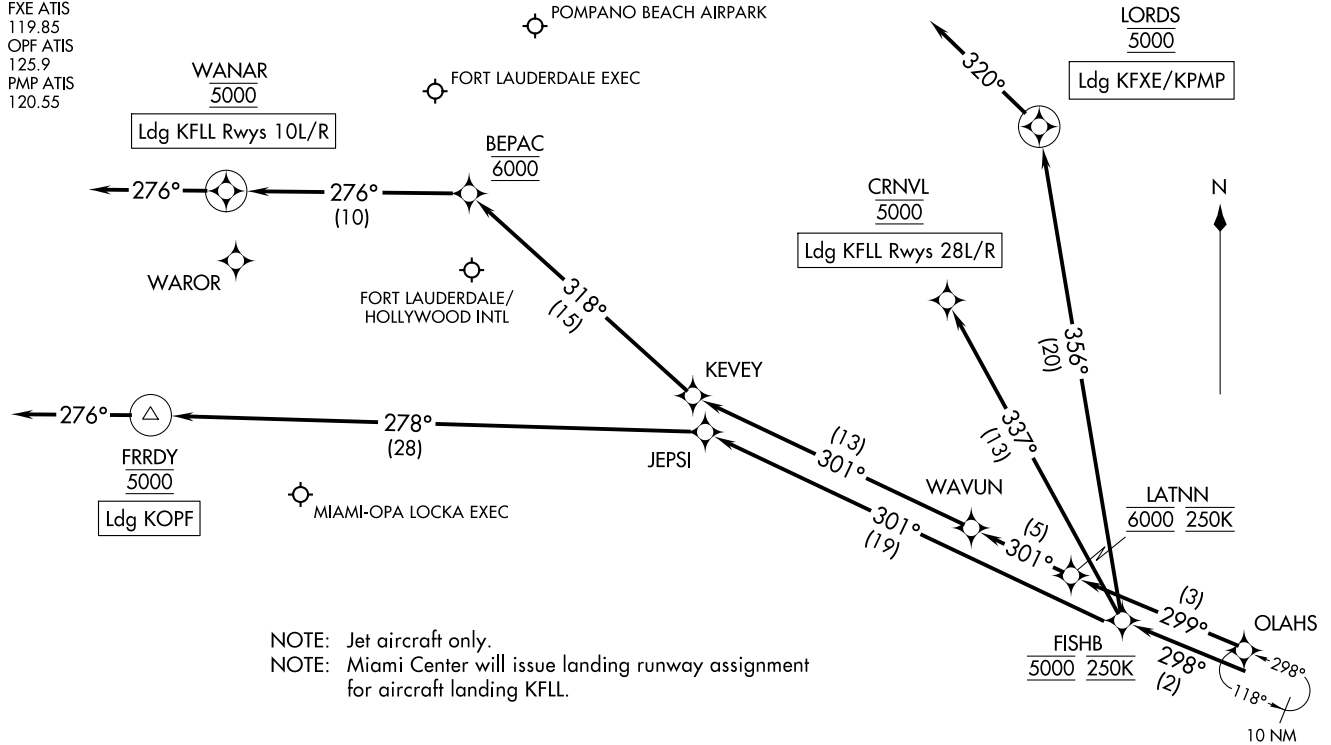 FXE ATIS
119.85
OPF ATIS
125.9
PMP ATIS
120.55
POMPANO BEACH AIRPARK
FORT LAUDERDALE EXEC
LORDS
5000
Ldg KFXE/KPMP
320°
WANAR
5000
Ldg KFLL Rwys 10L/R
BEPAC
6000
276°
276°
(10)
WAROR
FORT LAUDERDALE/
HOLLYWOOD INTL
318°
(15)
CRNVL
5000
Ldg KFLL Rwys 28L/R
N
356°
(20)
337°
(13)
KEVEY
276°
278°
(28)
FRRDY
5000
Ldg KOPF
JEPSI
MIAMI-OPA LOCKA EXEC
(13)
301°
301°
(19)
WAVUN
(5)
301°
LATNN
6000 250K
(3)
299°
OLAHS
FISHB
5000 250K
298°
(2)
298°
118°
10 NM
NOTE: Jet aircraft only.
NOTE: Miami Center will issue landing runway assignment
for aircraft landing KFLL.